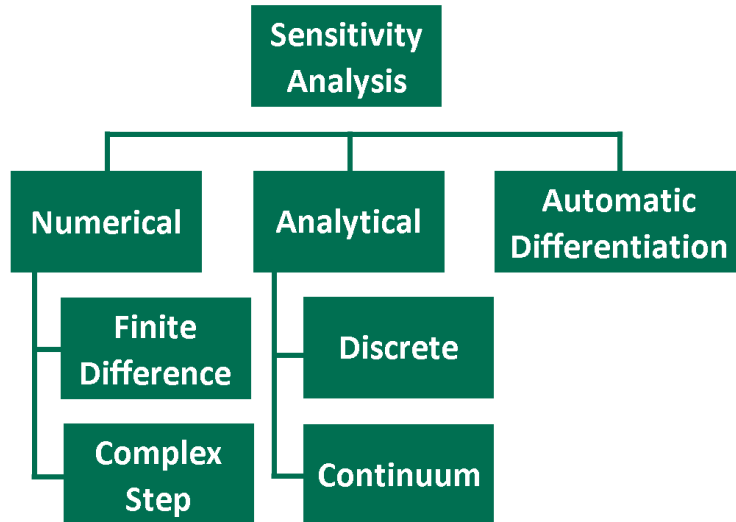 Sensitivity
Analysis
Numerical
Analytical
Automatic
Differentiation
Finite
Difference
Discrete
Complex
Step
Continuum